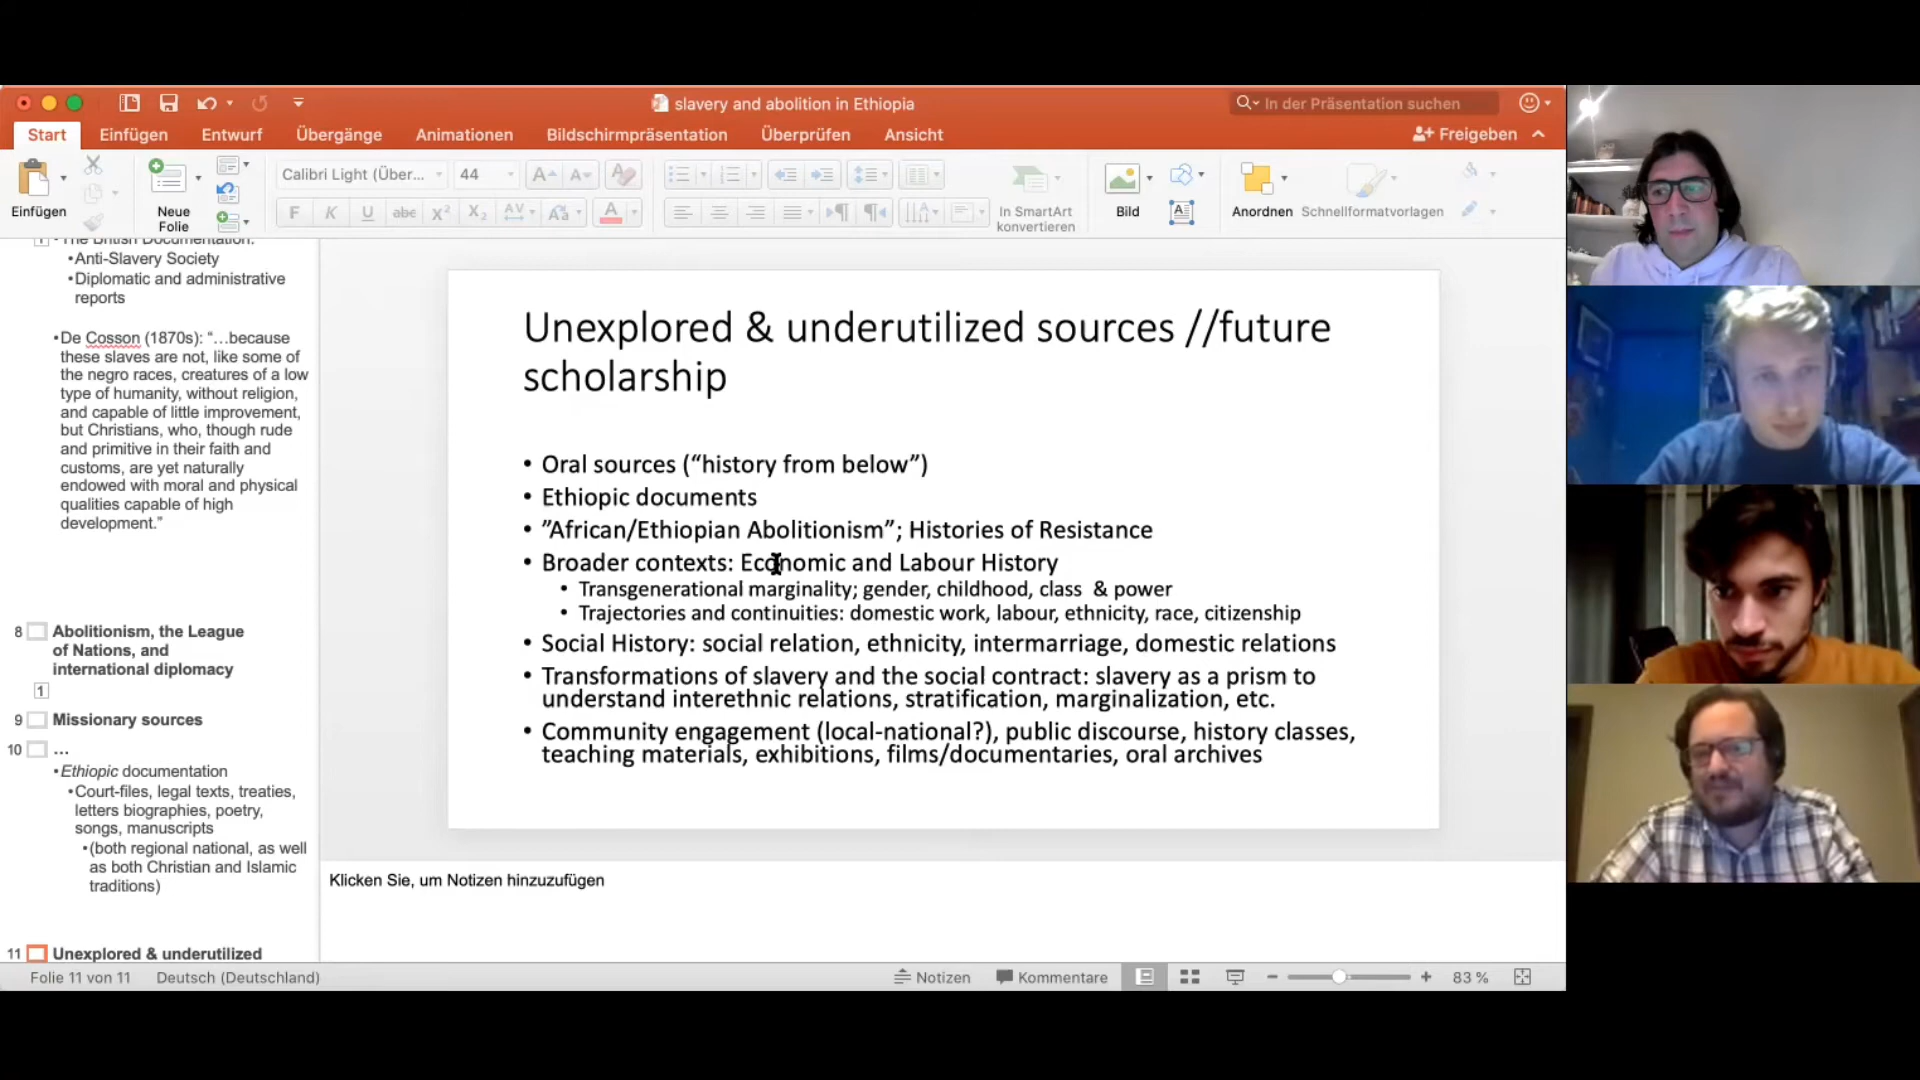 slavery and abolition in Ethiopia
In der Präsentation suchen
Start Einfügen Entwurf Übergänge Animationen Bildschirmpräsentation Überprüfen Ansicht
Freigeben
Calibri Light (Über... 44
Einfügen
Neue
Folie
F K U abc X² X₂
In SmartArt
konvertieren
Bild
Anordnen
Schnellformatvorlagen
1 •The British Documentation:
•Anti-Slavery Society
•Diplomatic and administrative
reports
•De Cosson (1870s): “…because
these slaves are not, like some of
the negro races, creatures of a low
type of humanity, without religion,
and capable of little improvement,
but Christians, who, though rude
and primitive in their faith and
customs, are yet naturally
endowed with moral and physical
qualities capable of high
development.”
8 Abolitionism, the League
of Nations, and
international diplomacy
1
9 Missionary sources
10 …
•Ethiopic documentation
•Court-files, legal texts, treaties,
letters biographies, poetry,
songs, manuscripts
•(both regional national, as well
as both Christian and Islamic
traditions)
11 Unexplored & underutilized
Unexplored & underutilized sources //future
scholarship
• Oral sources (“history from below”)
• Ethiopic documents
• ”African/Ethiopian Abolitionism”; Histories of Resistance
• Broader contexts: Economic and Labour History
• Transgenerational marginality; gender, childhood, class  & power
• Trajectories and continuities: domestic work, labour, ethnicity, race, citizenship
• Social History: social relation, ethnicity, intermarriage, domestic relations
• Transformations of slavery and the social contract: slavery as a prism to
understand interethnic relations, stratification, marginalization, etc.
• Community engagement (local-national?), public discourse, history classes,
teaching materials, exhibitions, films/documentaries, oral archives
Klicken Sie, um Notizen hinzuzufügen
Folie 11 von 11 Deutsch (Deutschland)
Notizen Kommentare 83 %